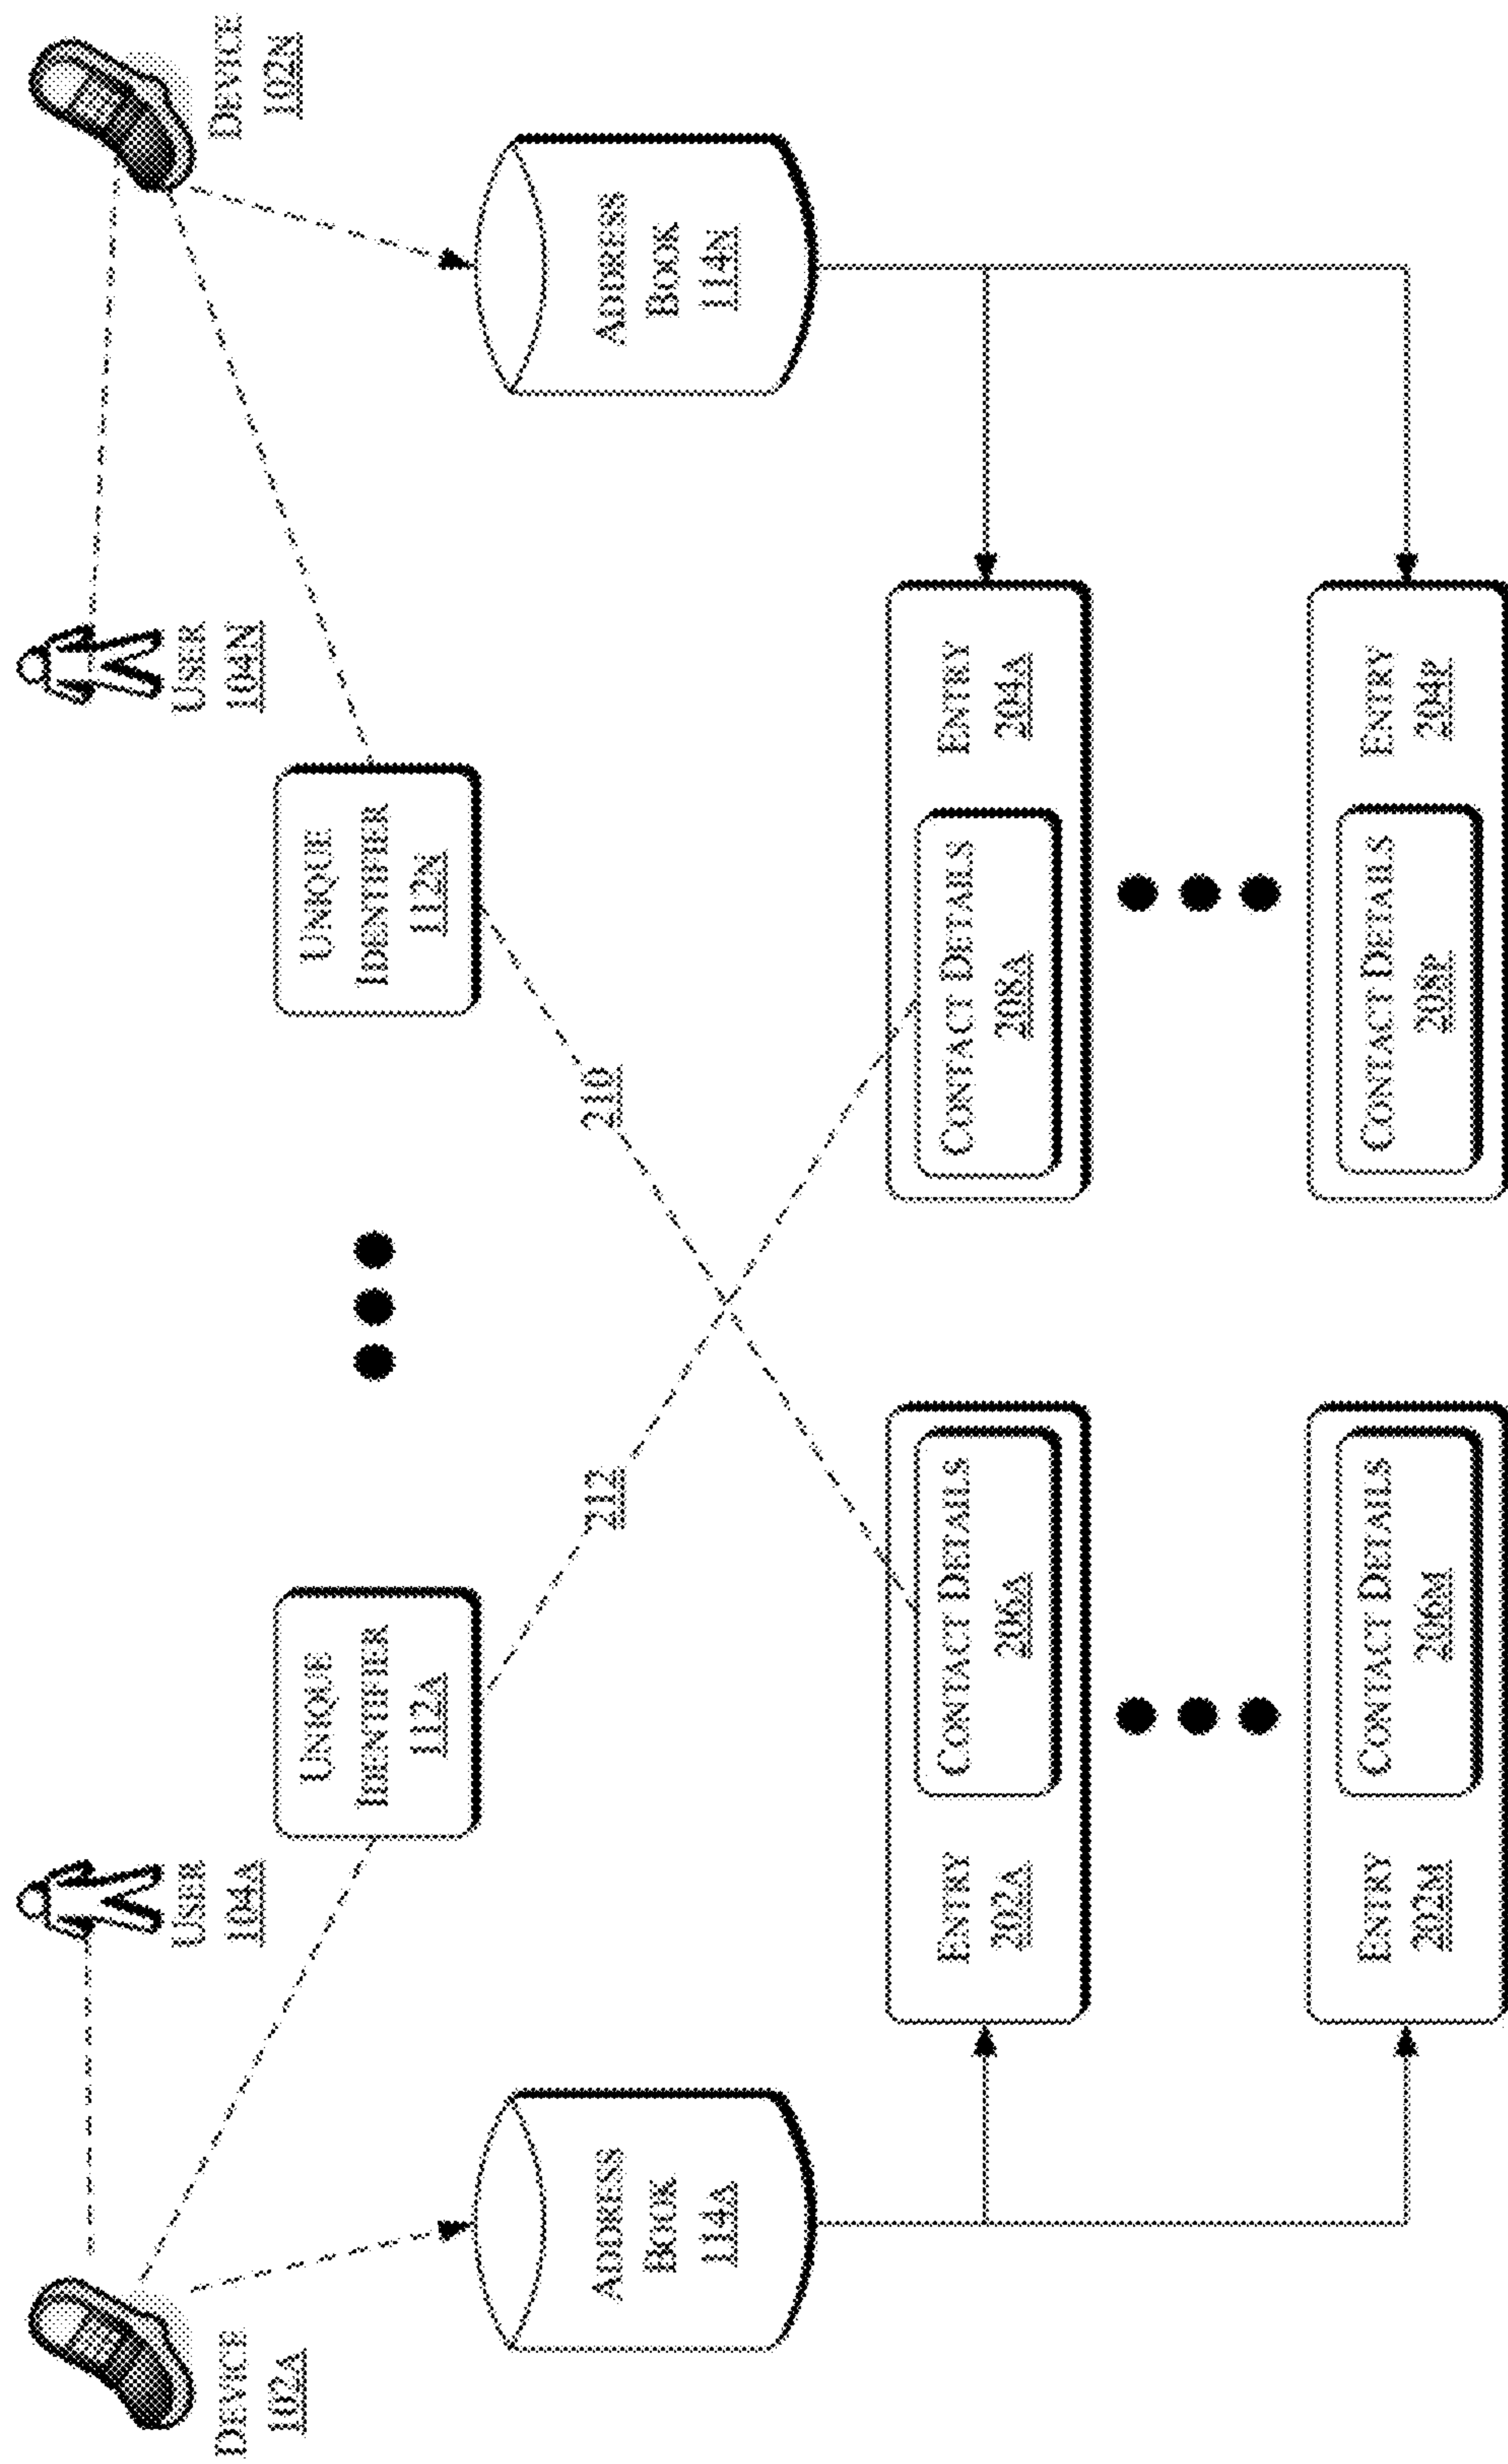 DEVICE
102A
USER
104A
USER
104N
DEVICE
102N
UNIQUE
IDENTIFIER
112A
UNIQUE
IDENTIFIER
112N
ADDRESS
BOOK
114A
212
210
ADDRESS
BOOK
114N
ENTRY
202A
CONTACT DETAILS
206A
CONTACT DETAILS
208A
ENTRY
204A
ENTRY
202M
CONTACT DETAILS
206M
CONTACT DETAILS
208P
ENTRY
204P